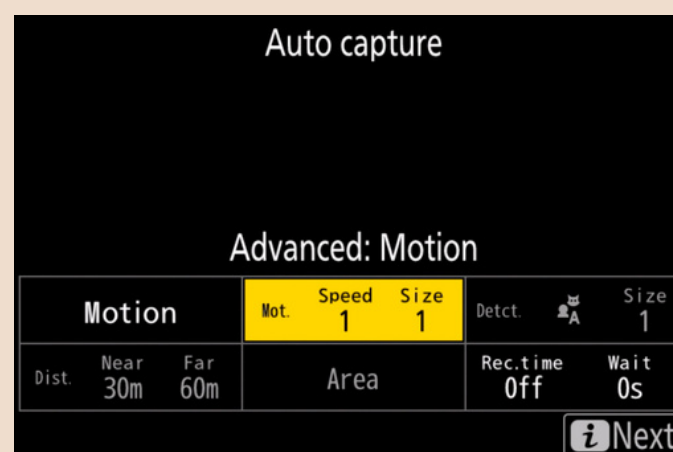 Auto capture
Advanced: Motion
Motion
Mot. Speed 1 Size 1
Detct. A Size 1
Dist. Near 30m Far 60m
Area
Rec.time Off Wait 0s
i Next